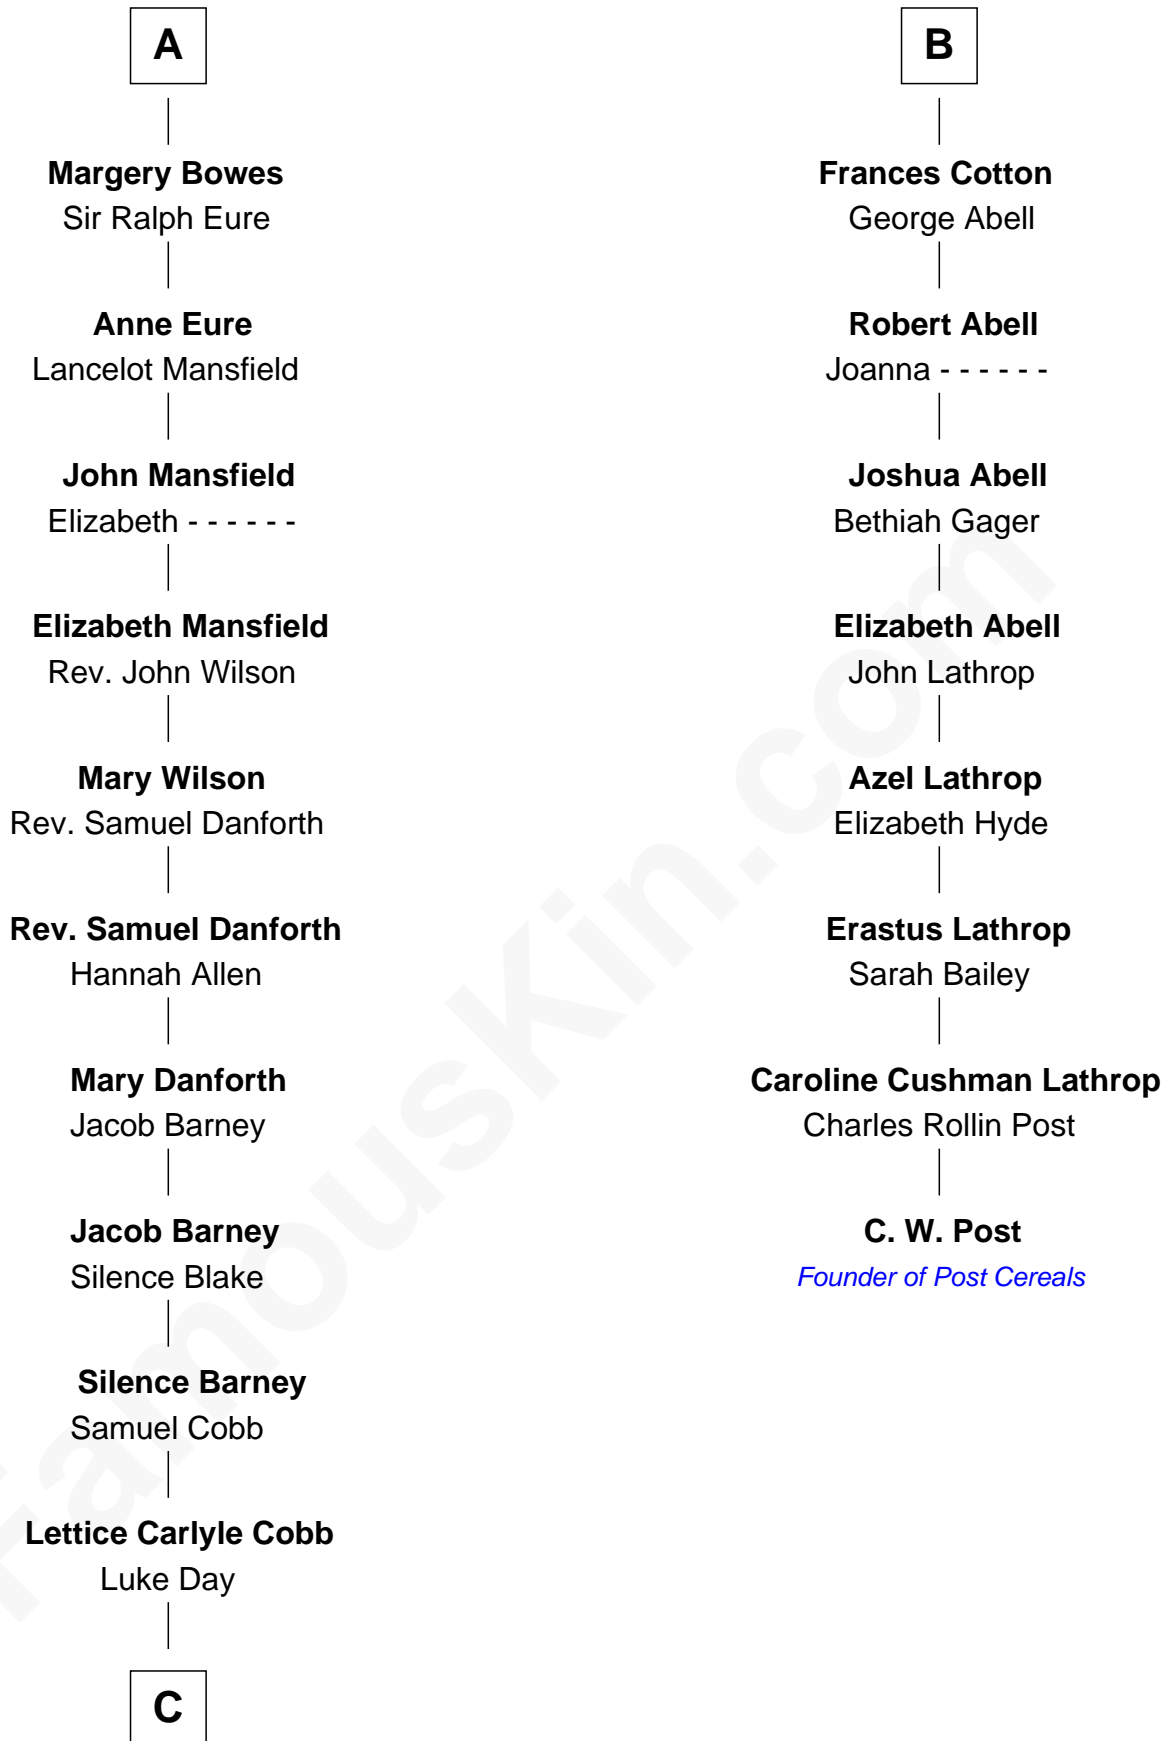 A
Margery Bowes
Sir Ralph Eure
Anne Eure
Lancelot Mansfield
John Mansfield
Elizabeth - - - - - -
Elizabeth Mansfield
Rev. John Wilson
Mary Wilson
Rev. Samuel Danforth
Rev. Samuel Danforth
Hannah Allen
Mary Danforth
Jacob Barney
Jacob Barney
Silence Blake
Silence Barney
Samuel Cobb
Lettice Carlyle Cobb
Luke Day
C
B
Frances Cotton
George Abell
Robert Abell
Joanna - - - - - -
Joshua Abell
Bethiah Gager
Elizabeth Abell
John Lathrop
Azel Lathrop
Elizabeth Hyde
Erastus Lathrop
Sarah Bailey
Caroline Cushman Lathrop
Charles Rollin Post
C. W. Post
Founder of Post Cereals
FamousKin.com